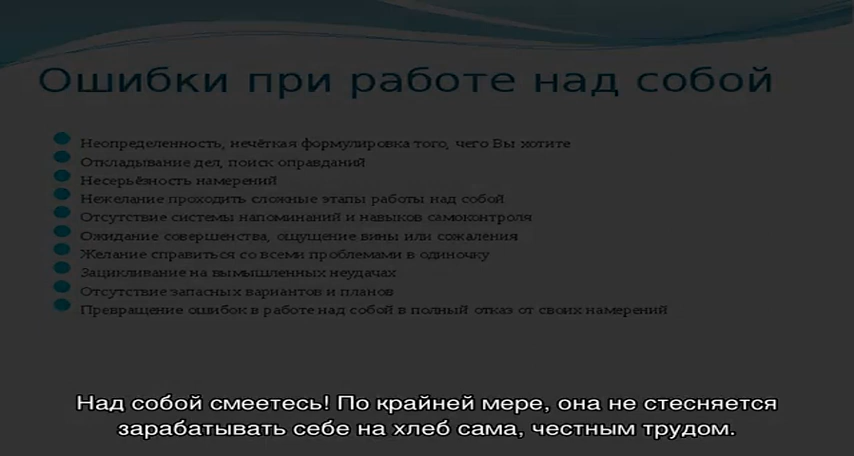 Ошибки при работе над собой
Неопределенность, нечёткая формулировка того, чего Вы хотите
Откладывание дел, поиск оправданий
Несерьёзность намерений
Нежелание проходить сложные этапы работы над собой
Отсутствие системы напоминаний и навыков самоконтроля
Ожидание совершенства, ощущение вины или сожаления
Желание справиться со всеми проблемами в одиночку
Зацикливание на вымышленных неудачах
Отсутствие запасных вариантов и планов
Превращение ошибок в работе над собой в полный отказ от своих намерений
Над собой смеетесь! По крайней мере, она не стесняется
зарабатывать себе на хлеб сама, честным трудом.